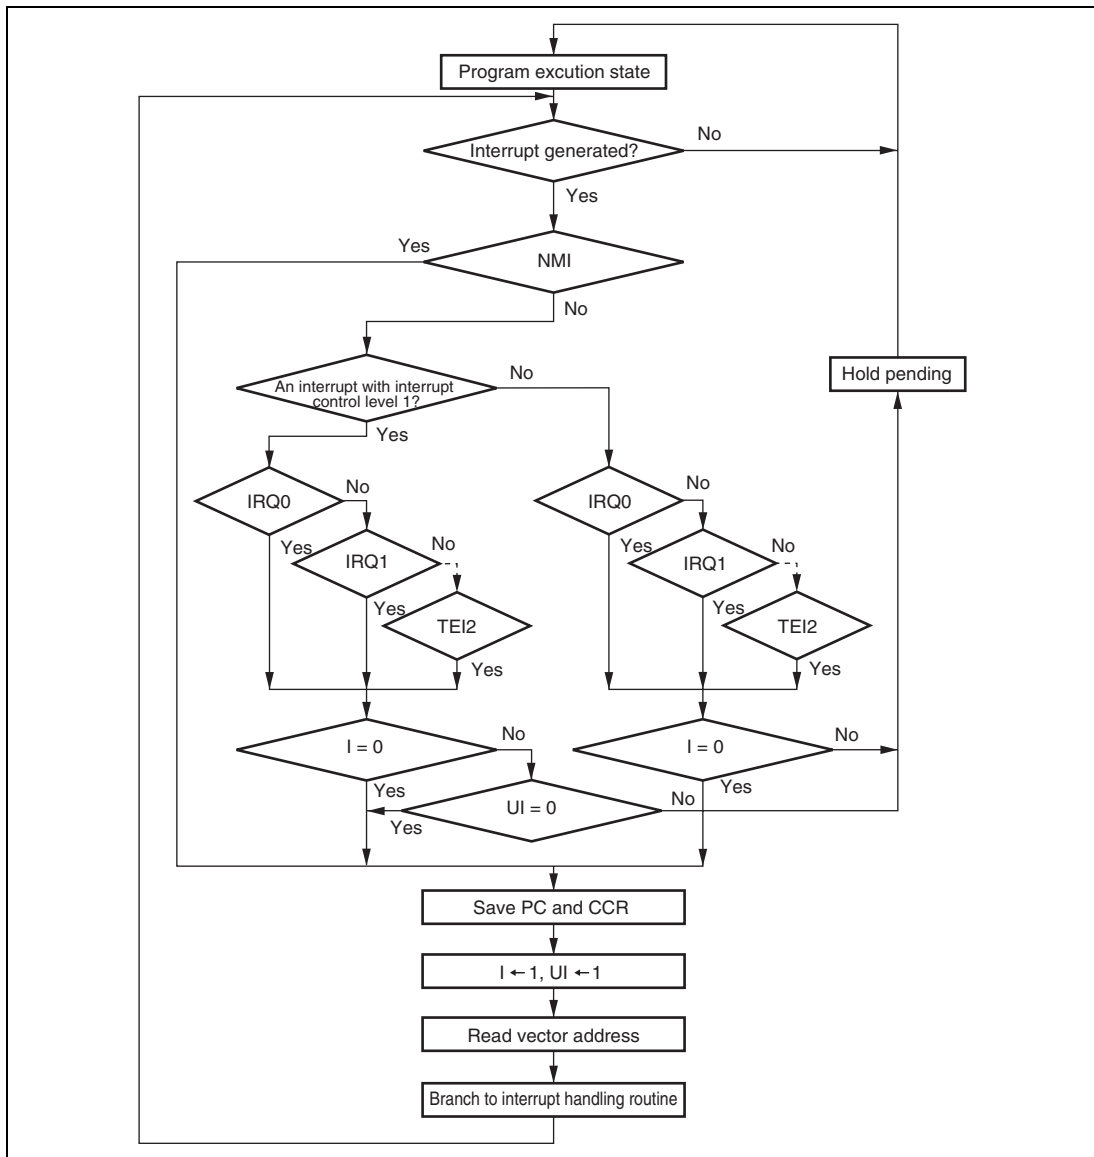 Program excution state
No
Interrupt generated?
Yes
Yes
NMI
No
An interrupt with interrupt
control level 1?
No
Hold pending
Yes
IRQ0
No
IRQ0
No
Yes
IRQ1
No
Yes
IRQ1
No
Yes
TEI2
Yes
TEI2
Yes
Yes
I = 0
No
I = 0
No
Yes
Yes
UI = 0
No
Yes
Save PC and CCR
I ← 1, UI ← 1
Read vector address
Branch to interrupt handling routine